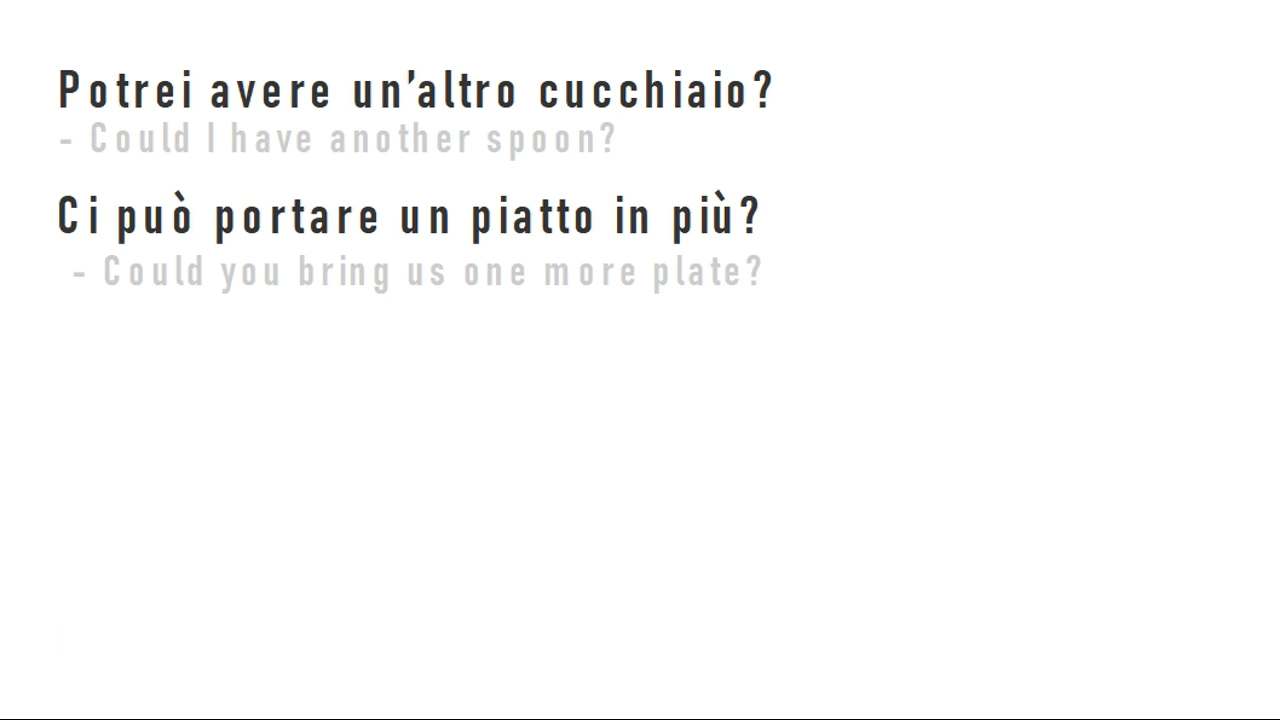 Potrei avere un’altro cucchiaio?
- Could I have another spoon?
Ci può portare un piatto in più?
- Could you bring us one more plate?